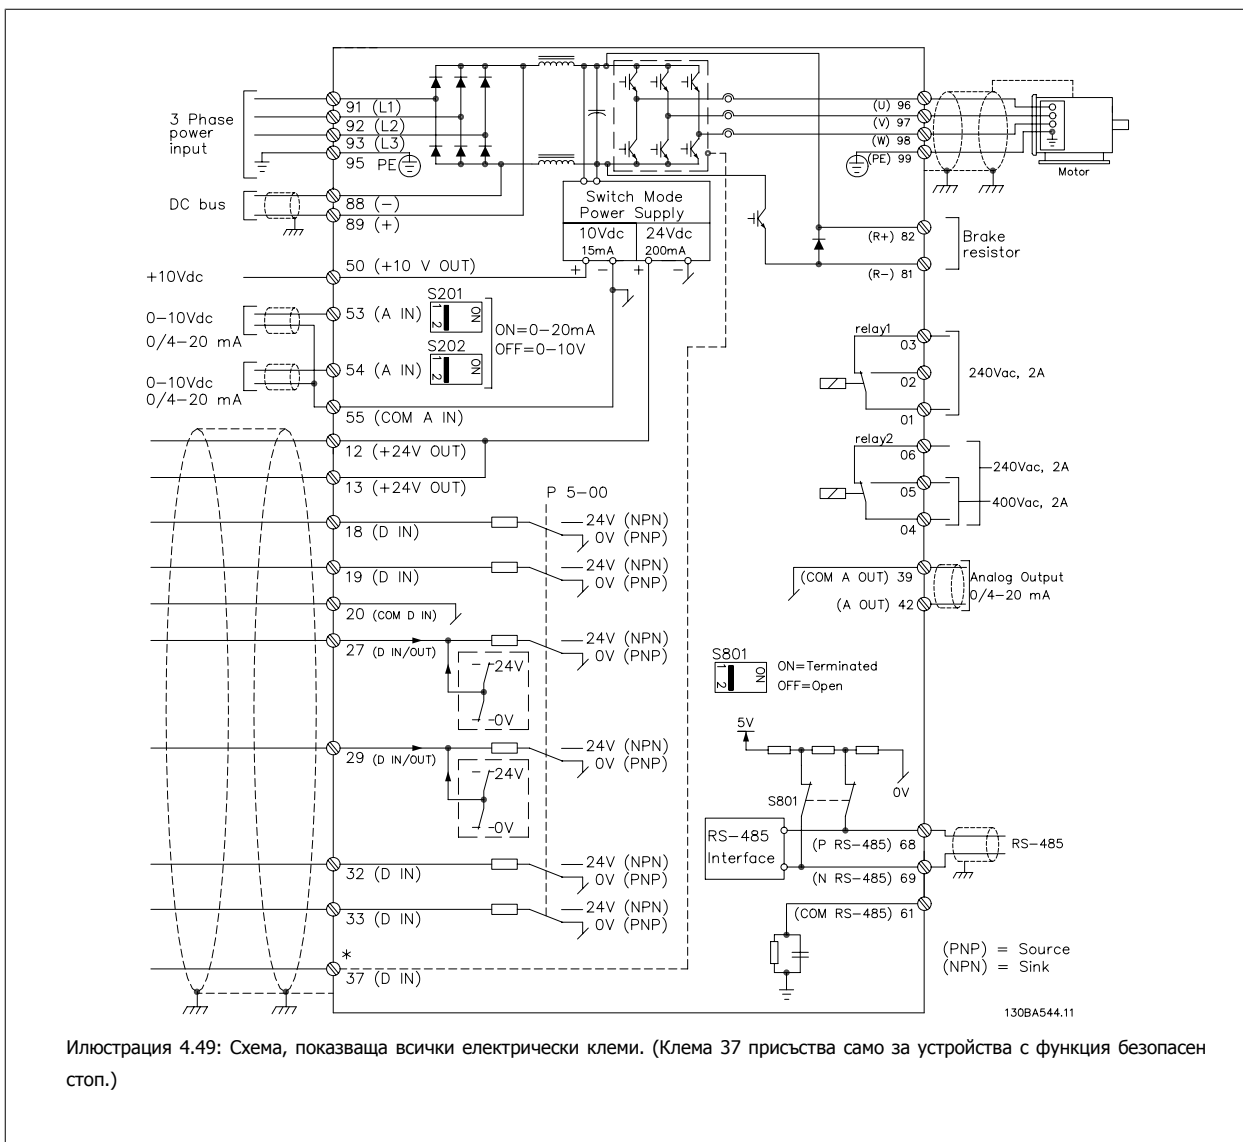 3 Phase
power
input
91 (L1)
92 (L2)
93 (L3)
95 PE
DC bus
88 (−)
89 (+)
+10Vdc
50 (+10 V OUT)
0−10Vdc
0/4−20 mA
53 (A IN)
S201
1 2
ON
ON=0−20mA
OFF=0−10V
S202
1 2
ON
0−10Vdc
0/4−20 mA
54 (A IN)
55 (COM A IN)
12 (+24V OUT)
13 (+24V OUT)
P 5-00
18 (D IN)
24V (NPN)
0V (PNP)
19 (D IN)
24V (NPN)
0V (PNP)
20 (COM D IN)
27 (D IN/OUT)
24V (NPN)
0V (PNP)
24V
0V
29 (D IN/OUT)
24V (NPN)
0V (PNP)
24V
0V
32 (D IN)
24V (NPN)
0V (PNP)
33 (D IN)
24V (NPN)
0V (PNP)
*
37 (D IN)
Switch Mode
Power Supply
10Vdc
15mA
24Vdc
200mA
+ − + −
(U) 96
(V) 97
(W) 98
(PE) 99
Motor
(R+) 82
(R−) 81
Brake
resistor
relay1
03
02
01
240Vac, 2A
relay2
06
05
04
240Vac, 2A
400Vac, 2A
(COM A OUT) 39
(A OUT) 42
Analog Output
0/4−20 mA
S801
1 2
ON
ON=Terminated
OFF=Open
5V
S801
0V
RS−485
Interface
(P RS−485) 68
(N RS−485) 69
RS−485
(COM RS−485) 61
(PNP) = Source
(NPN) = Sink
130BA544.11
Илюстрация 4.49: Схема, показваща всички електрически клеми. (Клема 37 присъства само за устройства с функция безопасен
стоп.)